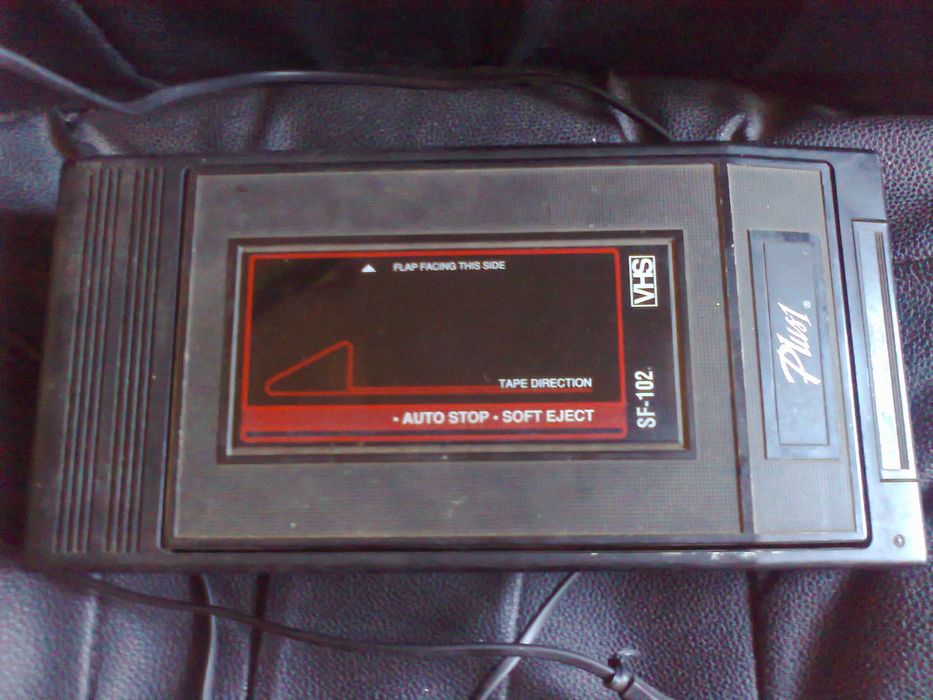 FLAP FACING THIS SIDE
VHS
Plus1®
TAPE DIRECTION
SF-102
• AUTO STOP • SOFT EJECT